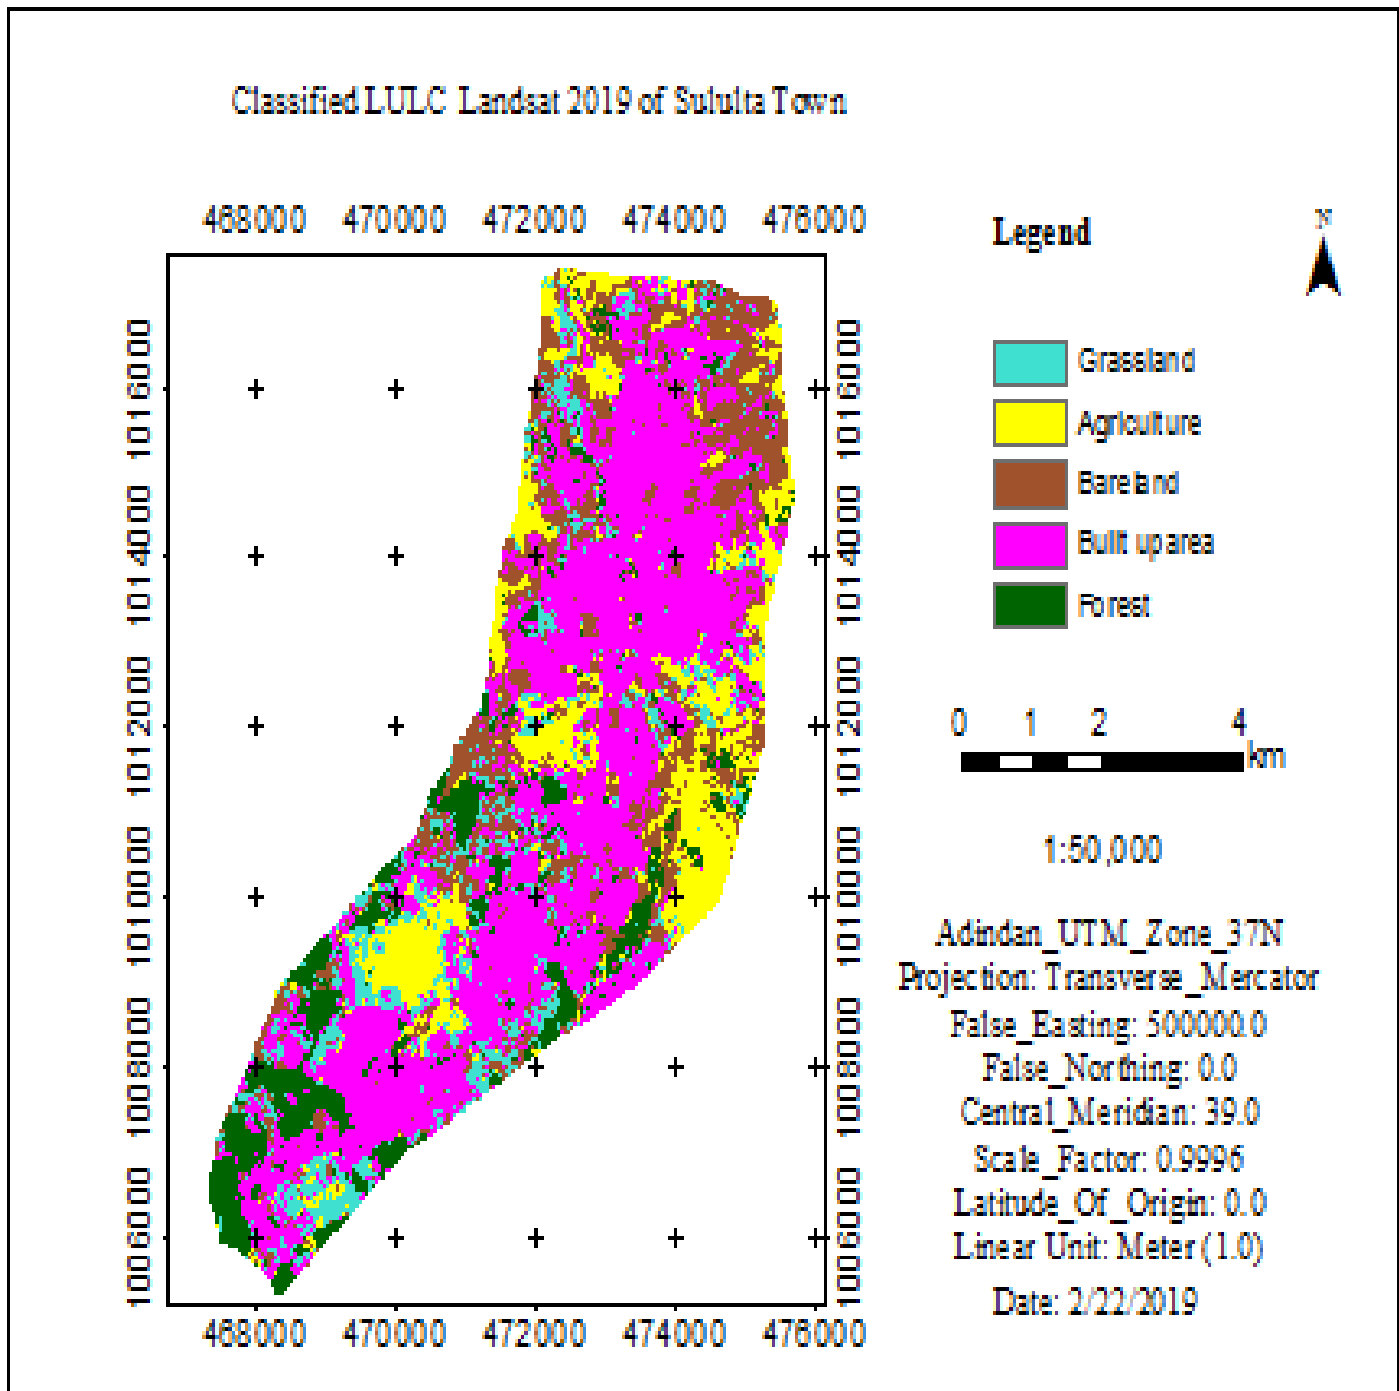 Classified LULC Landsat 2019 of Sululta Town
468000 470000 472000 474000 476000
Legend
N
Grassland
Agriculture
Bareland
Built uparea
Forest
1016000
1014000
1012000
1010000
1008000
1006000
1016000
1014000
1012000
1010000
1008000
1006000
0 1 2 4
km
1:50,000
Adindan_UTM_Zone_37N
Projection: Transverse_Mercator
False_Easting: 500000.0
False_Northing: 0.0
Central_Meridian: 39.0
Scale_Factor: 0.9996
Latitude_Of_Origin: 0.0
Linear Unit: Meter (1.0)
Date: 2/22/2019
468000 470000 472000 474000 476000